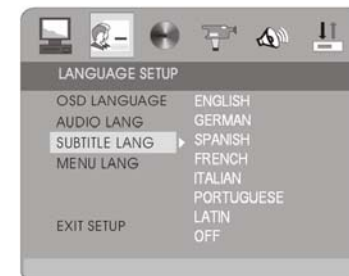 LANGUAGE SETUP
OSD LANGUAGE
AUDIO LANG
SUBTITLE LANG
MENU LANG
EXIT SETUP
ENGLISH
GERMAN
SPANISH
FRENCH
ITALIAN
PORTUGUESE
LATIN
OFF